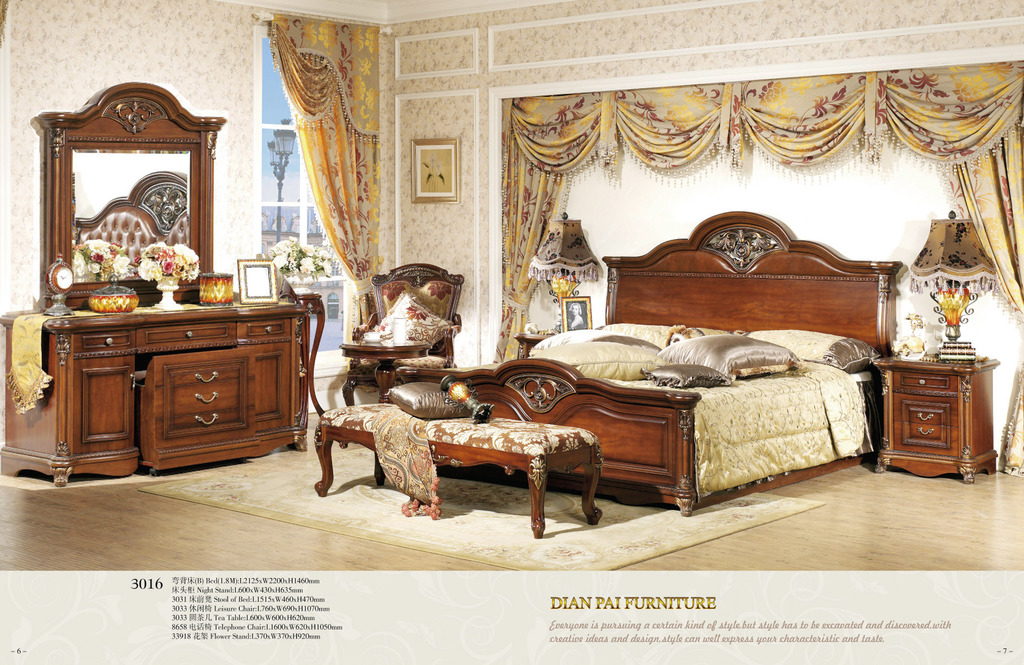 3016 弯背床(B) Bed(1.8M):L2125xW2200xH1460mm
床头柜 Night Stand:L600xW430xH635mm
3031 床前凳 Stool of Bed:L1515xW460xH470mm
3033 休闲椅 Leisure Chair:L760xW690xH1070mm
3033 阴茶几 Tea Table:L600xW600xH620mm
8658 电话椅 Telephone Chair:L1600xW620xH1050mm
33918 花架 Flower Stand:L370xW370xH920mm
DIAN PAI FURNITURE
Everyone is pursuing a certain kind of style,but style has to be excavated and discovered.with
creative ideas and design,style can well express your characteristic and taste.
– 6 –
– 7 –